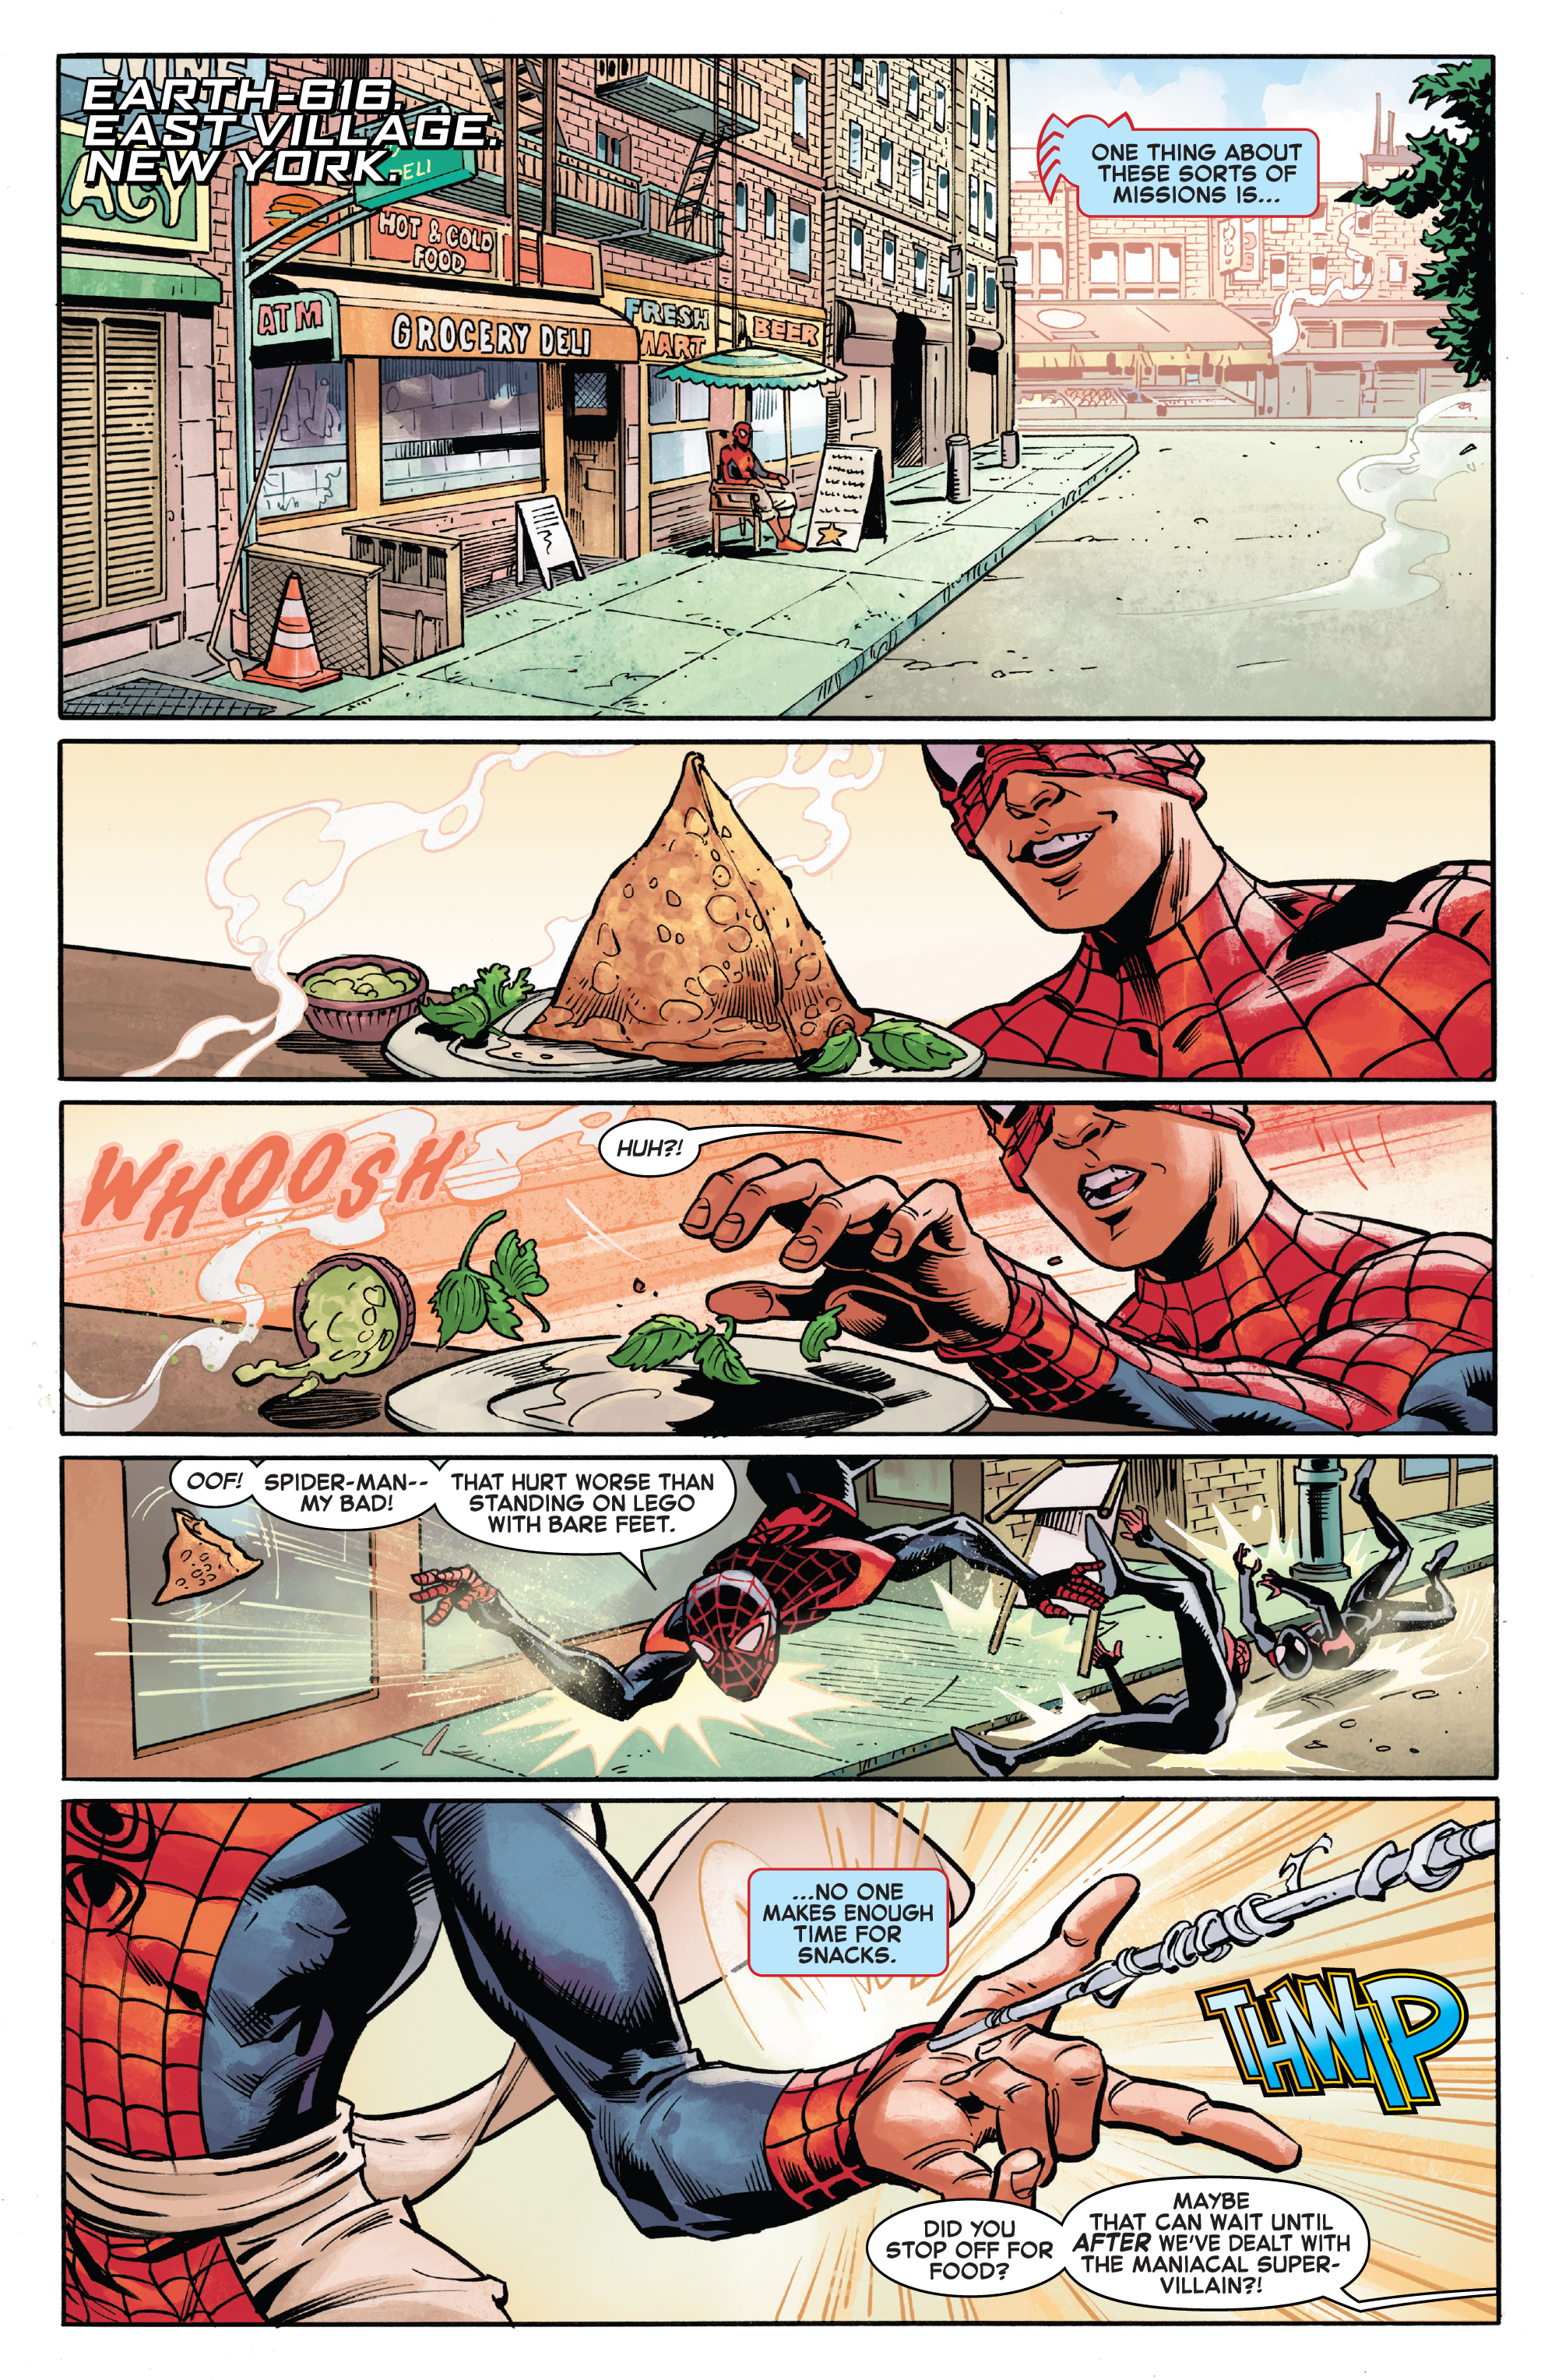 EARTH-616.
EAST VILLAGE.
NEW YORK.
WINE
ACY
DELI
HOT & COLD
FOOD
ATM
GROCERY DELI
FRESH
MART
BEER
ONE THING ABOUT
THESE SORTS OF
MISSIONS IS...
WHOOSH
HUH?!
OOF!
SPIDER-MAN--
MY BAD!
THAT HURT WORSE THAN
STANDING ON LEGO
WITH BARE FEET.
...NO ONE
MAKES ENOUGH
TIME FOR
SNACKS.
THWIP
DID YOU
STOP OFF FOR
FOOD?
MAYBE
THAT CAN WAIT UNTIL
AFTER WE'VE DEALT WITH
THE MANIACAL SUPER-
VILLAIN?!